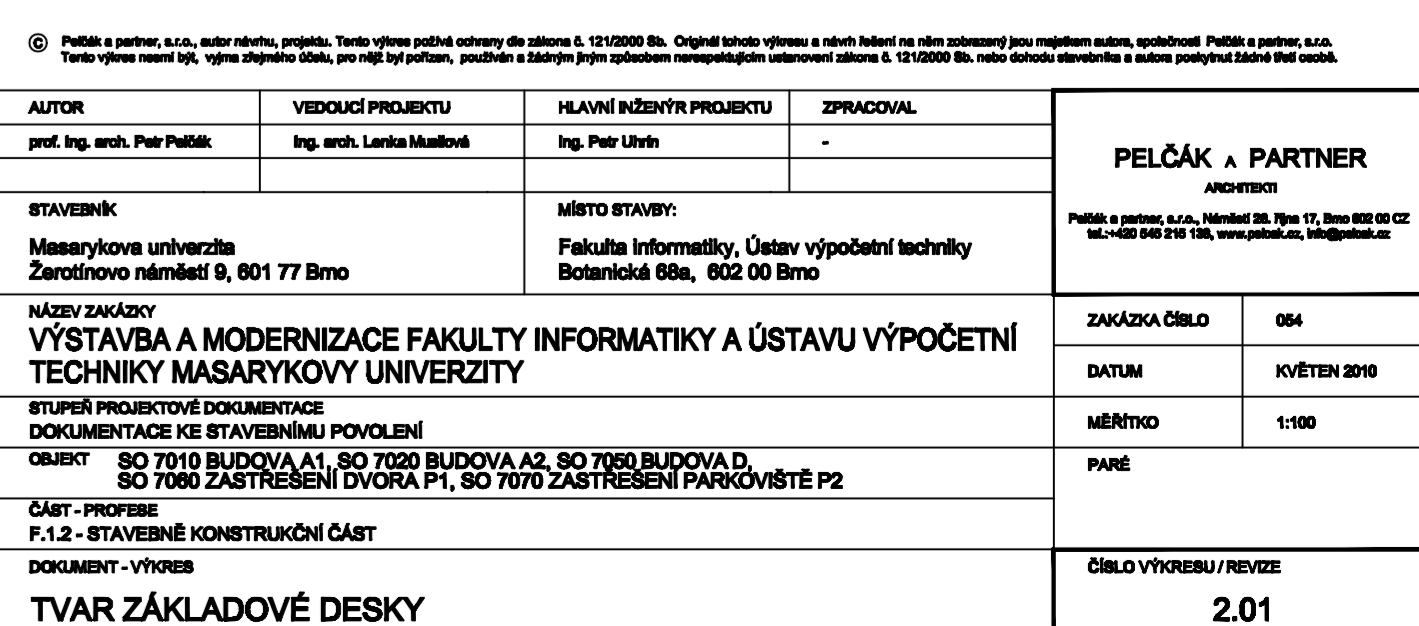 © Pelčák a partner, s.r.o., autor návrhu, projektu. Tento výkres požívá ochrany dle zákona č. 121/2000 Sb. Originál tohoto výkresu a návrh řešení na něm zobrazený jsou majetkem autora, společnosti Pelčák a partner, s.r.o.
Tento výkres nesmí být, vyjma zřejmého účelu, pro nějž byl pořízen, používán a žádným jiným způsobem nerespektujícím ustanovení zákona č. 121/2000 Sb. nebo dohodu stavebníka a autora poskytnut žádné třetí osobě.
AUTOR VEDOUCÍ PROJEKTU HLAVNÍ INŽENÝR PROJEKTU ZPRACOVAL
prof. Ing. arch. Petr Pelčák Ing. arch. Lenka Musilová Ing. Petr Uhrín -
PELČÁK A PARTNER
ARCHITEKTI
Pelčák a partner, s.r.o., Náměstí 28. října 17, Brno 602 00 CZ
tel.:+420 545 215 138, www.pelcak.cz, info@pelcak.cz
STAVEBNÍK MÍSTO STAVBY:
Masarykova univerzita Fakulta informatiky, Ústav výpočetní techniky
Žerotínovo náměstí 9, 601 77 Brno Botanická 68a, 602 00 Brno
NÁZEV ZAKÁZKY
VÝSTAVBA A MODERNIZACE FAKULTY INFORMATIKY A ÚSTAVU VÝPOČETNÍ
TECHNIKY MASARYKOVY UNIVERZITY
ZAKÁZKA ČÍSLO 054
DATUM KVĚTEN 2010
STUPEŇ PROJEKTOVÉ DOKUMENTACE
DOKUMENTACE KE STAVEBNÍMU POVOLENÍ
MĚŘÍTKO 1:100
OBJEKT SO 7010 BUDOVA A1, SO 7020 BUDOVA A2, SO 7050 BUDOVA D,
SO 7060 ZASTŘEŠENÍ DVORA P1, SO 7070 ZASTŘEŠENÍ PARKOVIŠTĚ P2
PARÉ
ČÁST - PROFESE
F.1.2 - STAVEBNĚ KONSTRUKČNÍ ČÁST
DOKUMENT - VÝKRES ČÍSLO VÝKRESU / REVIZE
TVAR ZÁKLADOVÉ DESKY 2.01